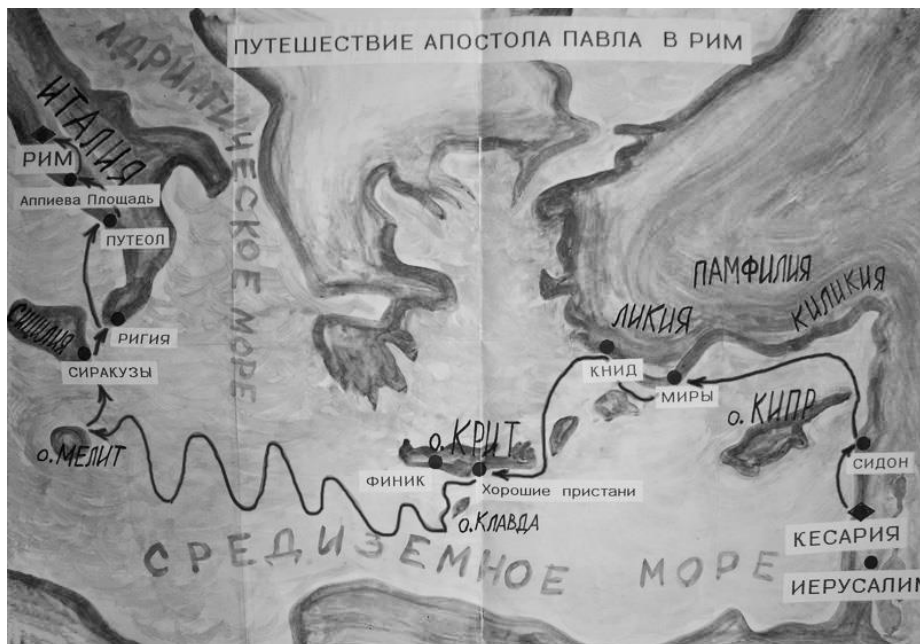 ПУТЕШЕСТВИЕ АПОСТОЛА ПАВЛА В РИМ
АДРИАТИЧЕСКОЕ МОРЕ
ИТАЛИЯ
РИМ
Аппиева Площадь
ПУТЕОЛ
СИЦИЛИЯ
РИГИЯ
СИРАКУЗЫ
о.МЕЛИТ
ПАМФИЛИЯ
КИЛИКИЯ
ЛИКИЯ
КНИД
МИРЫ
о.КИПР
о.КРИТ
ФИНИК
Хорошие пристани
о.КЛАВДА
СИДОН
КЕСАРИЯ
ИЕРУСАЛИМ
СРЕДИЗЕМНОЕ МОРЕ